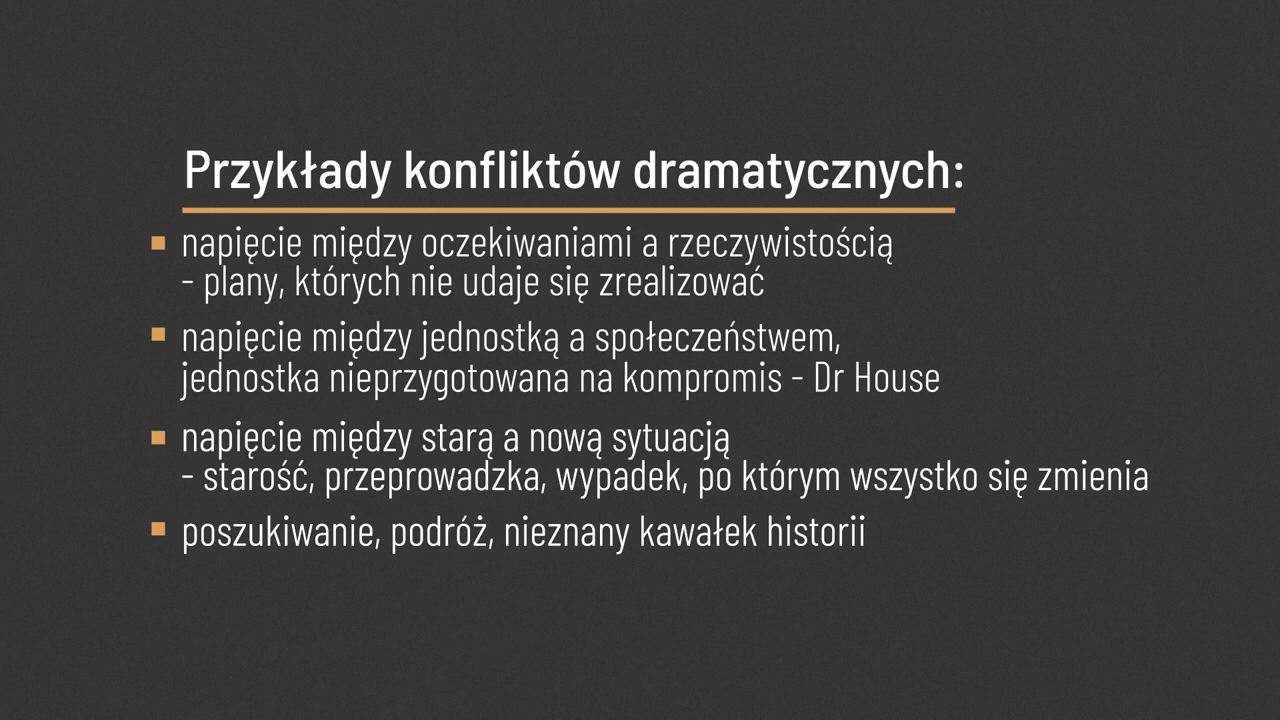 Przykłady konfliktów dramatycznych:
napięcie między oczekiwaniami a rzeczywistością
- plany, których nie udaje się zrealizować
napięcie między jednostką a społeczeństwem,
jednostka nieprzygotowana na kompromis - Dr House
napięcie między starą a nową sytuacją
- starość, przeprowadzka, wypadek, po którym wszystko się zmienia
poszukiwanie, podróż, nieznany kawałek historii